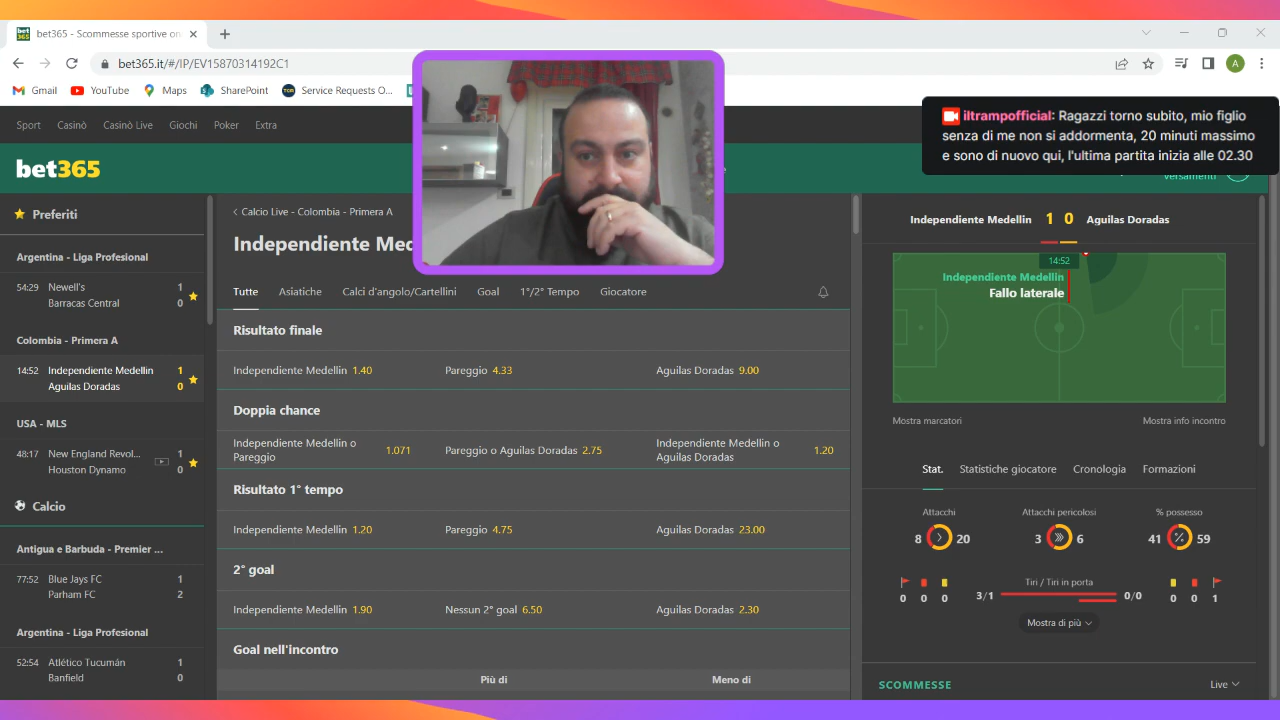 bet365 - Scommesse sportive on
bet365.it/#/IP/EV15870314192C1
A
Gmail
YouTube
Maps
SharePoint
Service Requests O...
Sport
Casinò
Casinò Live
Giochi
Poker
Extra
iltrampofficial: Ragazzi torno subito, mio figlio
senza di me non si addormenta, 20 minuti massimo
e sono di nuovo qui, l'ultima partita inizia alle 02.30
bet365
Versamenti
Preferiti
Argentina - Liga Profesional
54:29 Newell's 1
Barracas Central 0
Colombia - Primera A
14:52 Independiente Medellin 1
Aguilas Doradas 0
USA - MLS
48:17 New England Revol... 1
Houston Dynamo 0
Calcio
Antigua e Barbuda - Premier ...
77:52 Blue Jays FC 1
Parham FC 2
Argentina - Liga Profesional
52:54 Atlético Tucumán 1
Banfield 0
Calcio Live - Colombia - Primera A
Independiente Med
Tutte
Asiatiche
Calci d'angolo/Cartellini
Goal
1°/2° Tempo
Giocatore
Risultato finale
Independiente Medellin 1.40 Pareggio 4.33 Aguilas Doradas 9.00
Doppia chance
Independiente Medellin o
Pareggio 1.071
Pareggio o Aguilas Doradas 2.75
Independiente Medellin o
Aguilas Doradas 1.20
Risultato 1° tempo
Independiente Medellin 1.20 Pareggio 4.75 Aguilas Doradas 23.00
2° goal
Independiente Medellin 1.90 Nessun 2° goal 6.50 Aguilas Doradas 2.30
Goal nell'incontro
Più di Meno di
Independiente Medellin 1 0 Aguilas Doradas
14:52
Independiente Medellin
Fallo laterale
Mostra marcatori
Mostra info incontro
Stat.
Statistiche giocatore
Cronologia
Formazioni
Attacchi
8 20
Attacchi pericolosi
3 6
% possesso
41 59
0 0 0
Tiri / Tiri in porta
3/1 0/0
0 0 1
Mostra di più
SCOMMESSE
Live